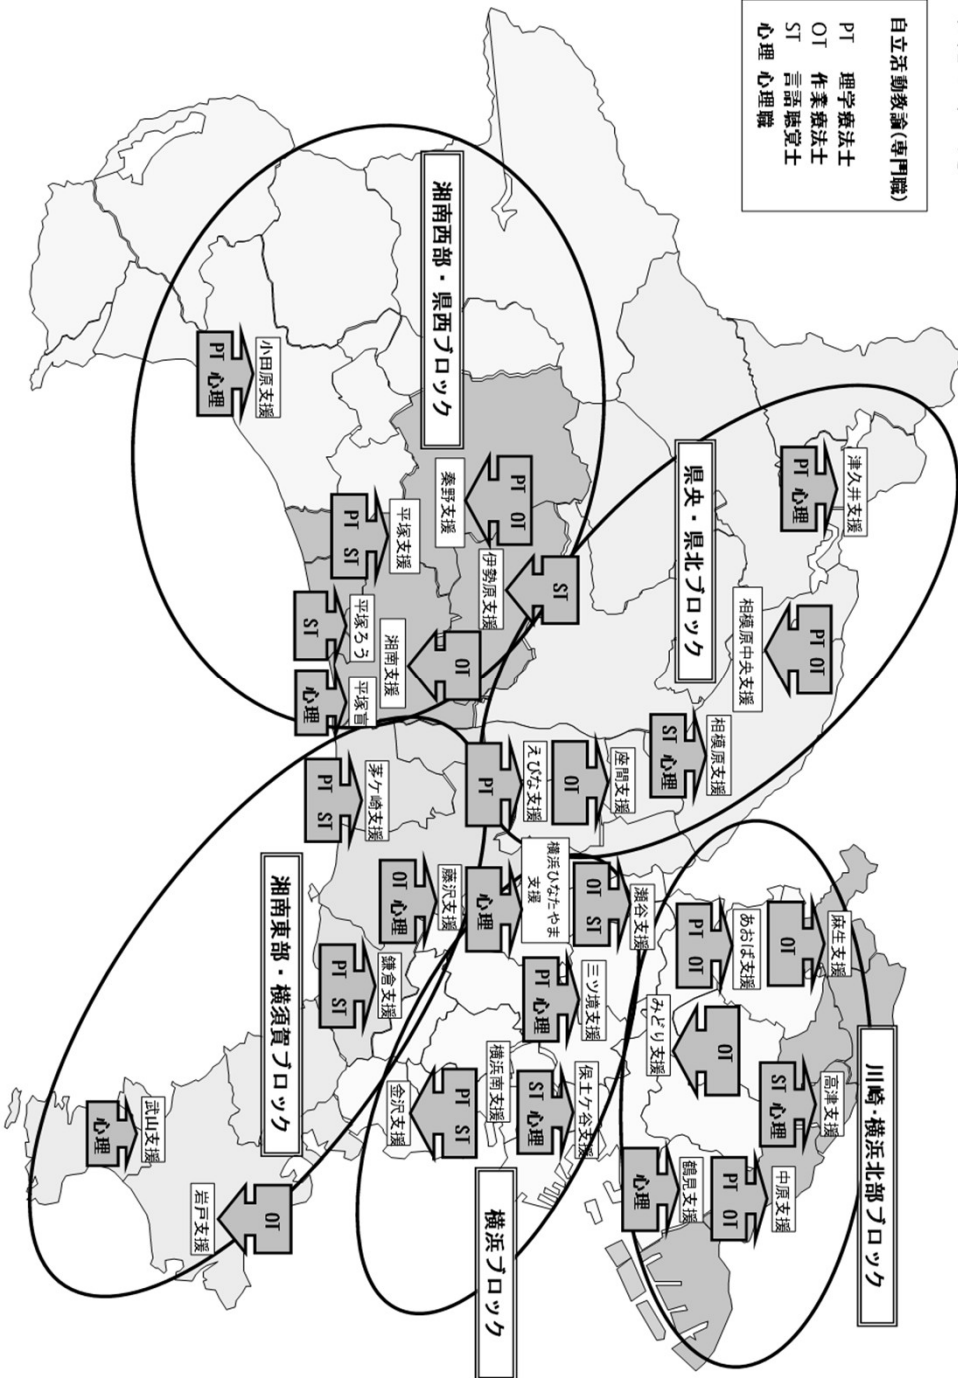 自立活動教諭(専門職)
PT 理学療法士
OT 作業療法士
ST 言語聴覚士
心理 心理職
川崎・横浜北部ブロック
麻生支援
OT
高津支援
ST 心理
中原支援
PT OT
あおば支援
PT OT
みどり支援
OT
鶴見支援
心理
県央・県北ブロック
津久井支援
PT 心理
相模原中央支援
PT OT
相模原支援
ST 心理
座間支援
OT
えびな支援
PT
伊勢原支援
ST
横浜ブロック
瀬谷支援
OT ST
横浜ひなたやま
支援
心理
三ツ境支援
PT 心理
保土ケ谷支援
ST 心理
横浜南支援
金沢支援
PT ST
湘南西部・県西ブロック
小田原支援
PT 心理
秦野支援
PT OT
平塚支援
PT ST
平塚ろう
ST
平塚盲
心理
湘南支援
OT
湘南東部・横須賀ブロック
茅ケ崎支援
PT ST
藤沢支援
OT 心理
鎌倉支援
PT ST
武山支援
心理
岩戸支援
OT